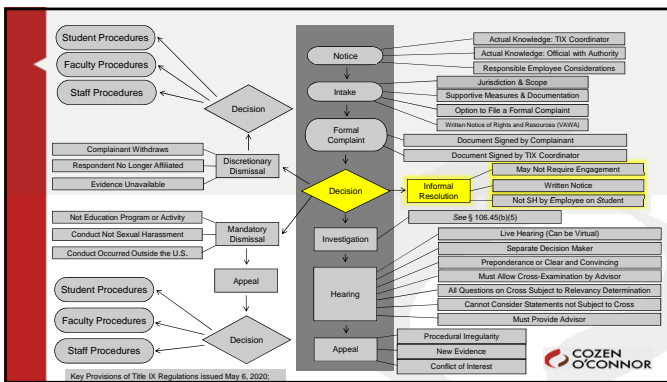 Student Procedures
Faculty Procedures
Staff Procedures
Decision
Complainant Withdraws
Respondent No Longer Affiliated
Evidence Unavailable
Discretionary
Dismissal
Not Education Program or Activity
Conduct Not Sexual Harassment
Conduct Occurred Outside the U.S.
Mandatory
Dismissal
Appeal
Student Procedures
Faculty Procedures
Staff Procedures
Decision
Key Provisions of Title IX Regulations issued May 6, 2020;
Notice
Intake
Formal
Complaint
Decision
Investigation
Hearing
Appeal
Actual Knowledge: TIX Coordinator
Actual Knowledge: Official with Authority
Responsible Employee Considerations
Jurisdiction & Scope
Supportive Measures & Documentation
Option to File a Formal Complaint
Written Notice of Rights and Resources (VAWA)
Document Signed by Complainant
Document Signed by TIX Coordinator
Informal
Resolution
May Not Require Engagement
Written Notice
Not SH by Employee on Student
See § 106.45(b)(5)
Live Hearing (Can be Virtual)
Separate Decision Maker
Preponderance or Clear and Convincing
Must Allow Cross-Examination by Advisor
All Questions on Cross Subject to Relevancy Determination
Cannot Consider Statements not Subject to Cross
Must Provide Advisor
Procedural Irregularity
New Evidence
Conflict of Interest
COZEN
O'CONNOR